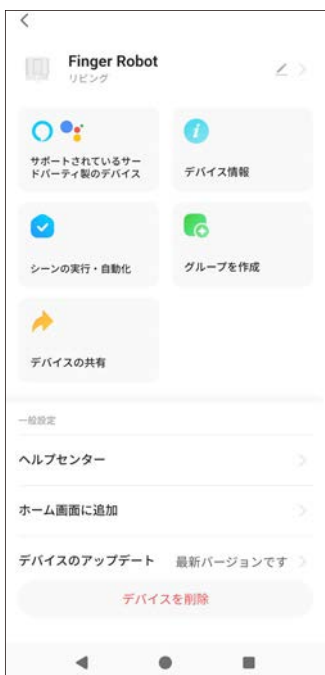 Finger Robot
リビング
サポートされているサー
ドパーティ製のデバイス
デバイス情報
シーンの実行・自動化
グループを作成
デバイスの共有
一般設定
ヘルプセンター
ホーム画面に追加
デバイスのアップデート 最新バージョンです
デバイスを削除